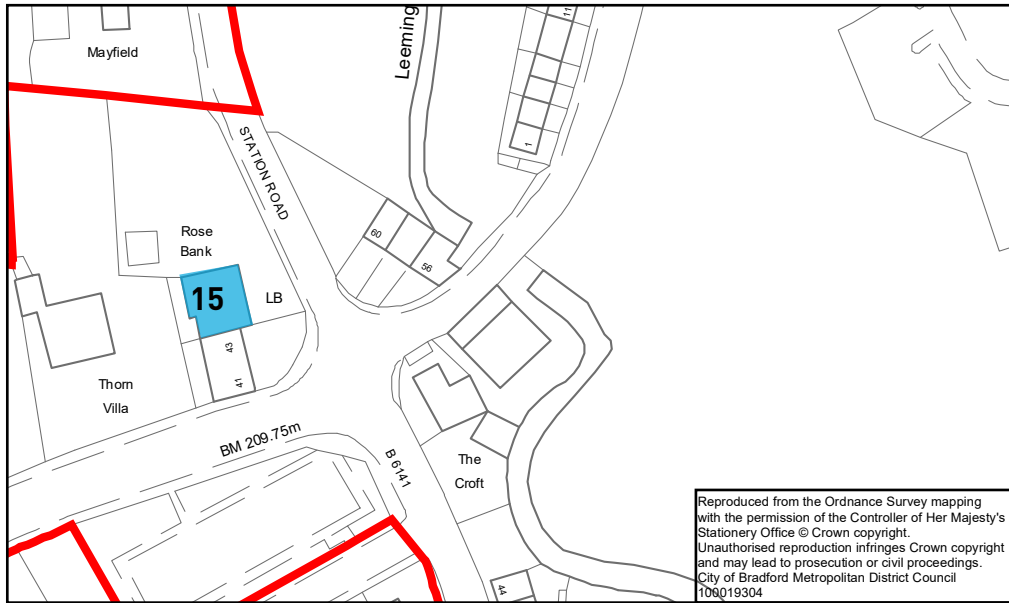 Mayfield
Leeming
11
STATION ROAD
1
Rose
Bank
60
56
15
LB
43
41
Thorn
Villa
BM 209.75m
B 6141
The
Croft
44
Reproduced from the Ordnance Survey mapping
with the permission of the Controller of Her Majesty's
Stationery Office © Crown copyright.
Unauthorised reproduction infringes Crown copyright
and may lead to prosecution or civil proceedings.
City of Bradford Metropolitan District Council
100019304